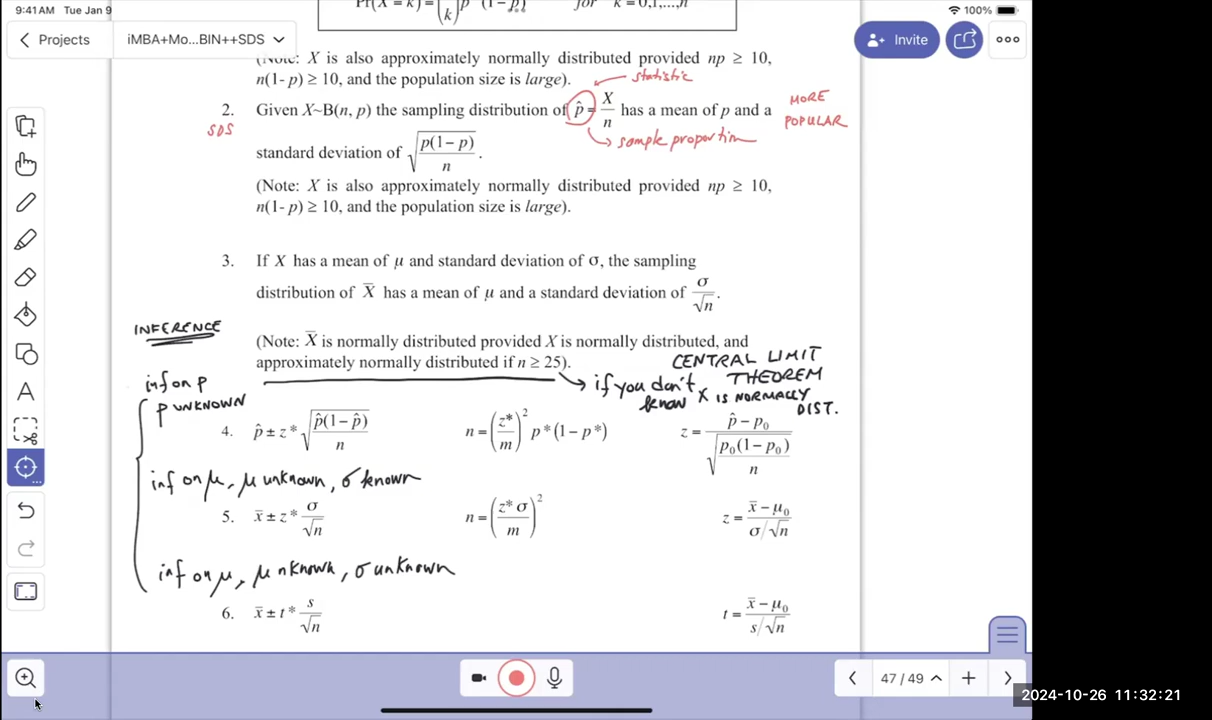 9:41 AM Tue Jan 9
100%
Projects
iMBA+Mo...BIN++SDS
Invite
Pr(X = k) = (k) p (1 − p) for k = 0,1,...,n
(Note: X is also approximately normally distributed provided np ≥ 10,
n(1- p) ≥ 10, and the population size is large).
statistic
2. Given X~B(n, p) the sampling distribution of p̂ = X/n has a mean of p and a
SDS
MORE
POPULAR
sample proportion
standard deviation of √(p(1− p)/n).
(Note: X is also approximately normally distributed provided np ≥ 10,
n(1- p) ≥ 10, and the population size is large).
3. If X has a mean of μ and standard deviation of σ, the sampling
distribution of X̄ has a mean of μ and a standard deviation of σ/√n.
INFERENCE
(Note: X̄ is normally distributed provided X is normally distributed, and
approximately normally distributed if n ≥ 25).
CENTRAL LIMIT
THEOREM
if you don't
know X IS NORMALLY
DIST.
inf on p
p UNKNOWN
4. p̂ ± z* √(p̂(1− p̂)/n) n = (z*/m)² p*(1− p*) z = (p̂ − p₀)/√(p₀(1− p₀)/n)
inf on μ, μ unknown, σ known
5. x̄ ± z* σ/√n n = (z* σ/m)² z = (x̄ − μ₀)/(σ/√n)
inf on μ, μ nknown, σ unknown
6. x̄ ± t* s/√n t = (x̄ − μ₀)/(s/√n)
47 / 49
2024-10-26 11:32:21